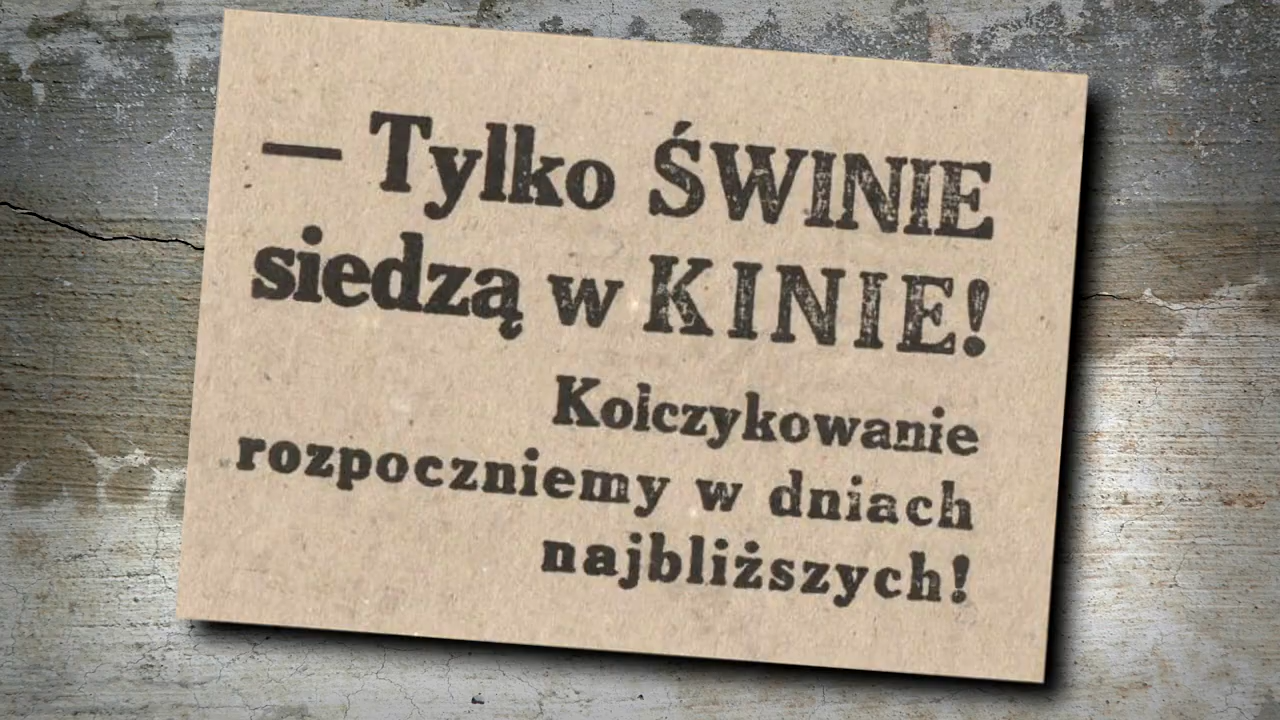 — Tylko ŚWINIE
siedzą w KINIE!
Kolczykowanie
rozpoczniemy w dniach
najbliższych!